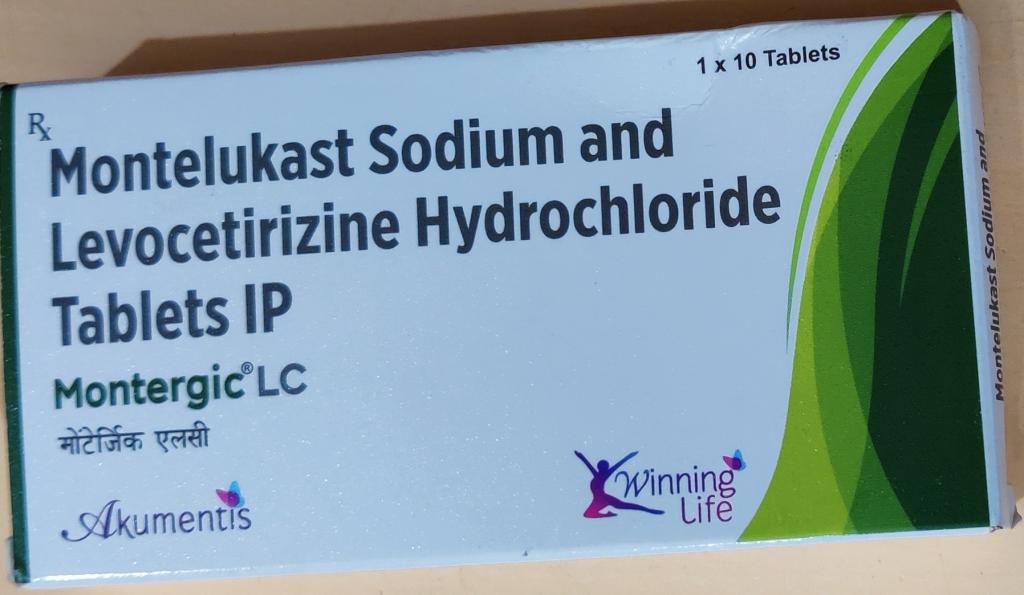 1 x 10 Tablets
Rx
Montelukast Sodium and
Levocetirizine Hydrochloride
Tablets IP
Montergic® LC
मोंटेर्जिक एलसी
Akumentis
Winning
Life
Montelukast Sodium and